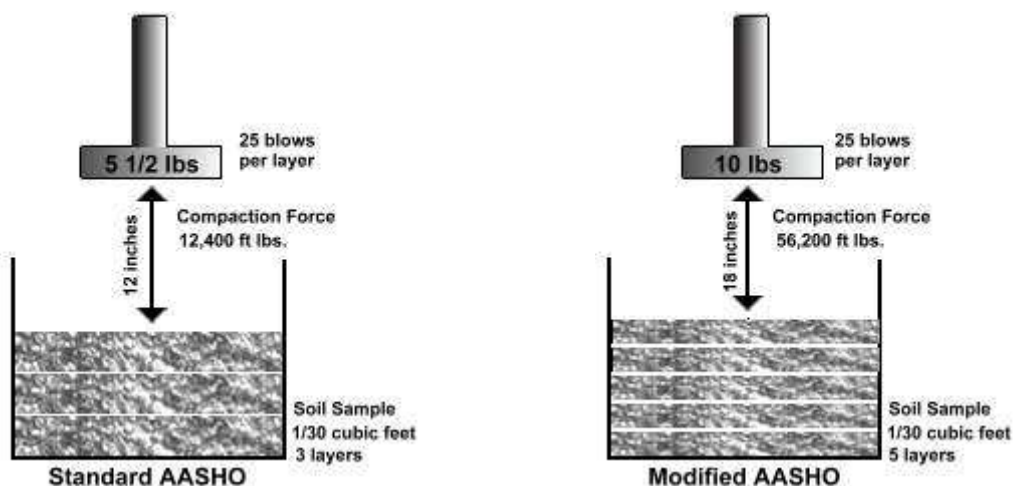 5 1/2 lbs
25 blows
per layer
12 inches
Compaction Force
12,400 ft lbs.
Soil Sample
1/30 cubic feet
3 layers
Standard AASHO
10 lbs
25 blows
per layer
18 inches
Compaction Force
56,200 ft lbs.
Soil Sample
1/30 cubic feet
5 layers
Modified AASHO